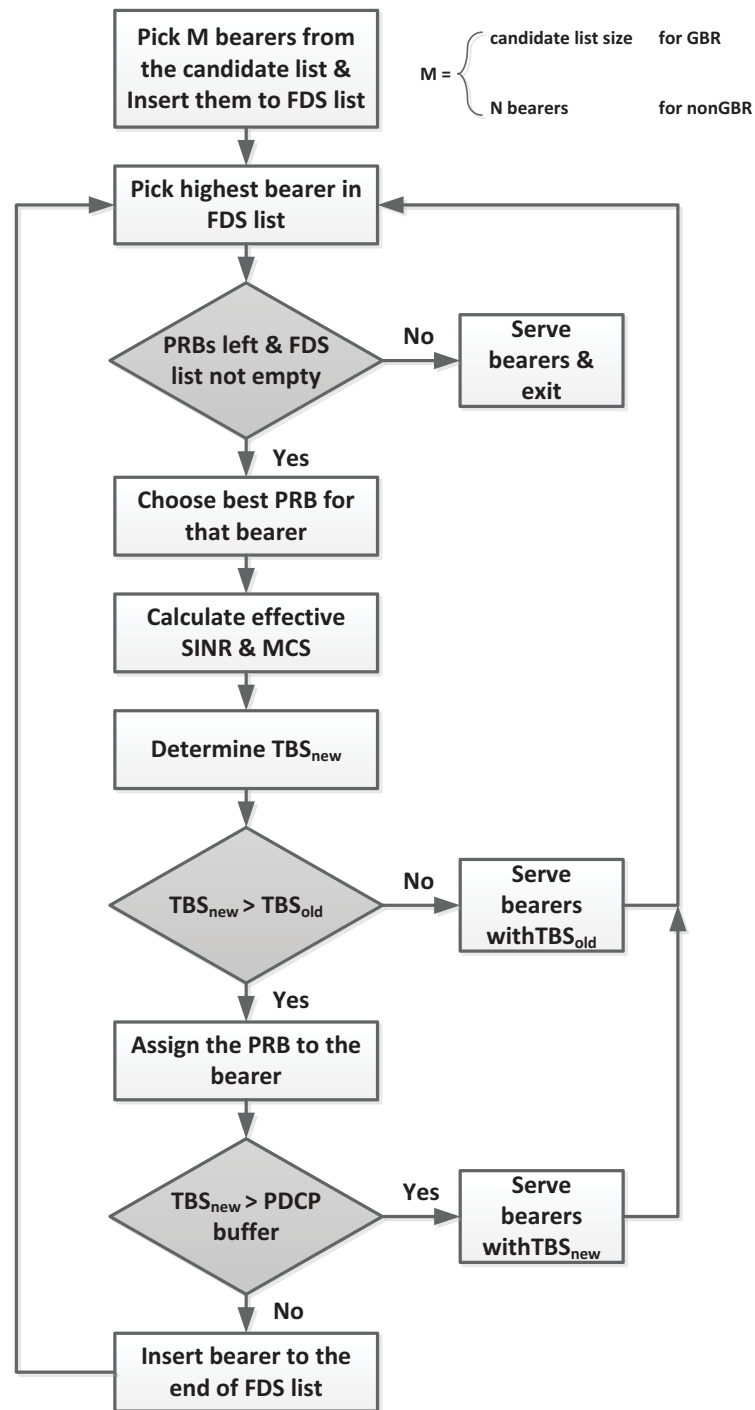 Pick M bearers from
the candidate list &
Insert them to FDS list
M =
candidate list size for GBR
N bearers for nonGBR
Pick highest bearer in
FDS list
PRBs left & FDS
list not empty
No
Serve
bearers &
exit
Yes
Choose best PRB for
that bearer
Calculate effective
SINR & MCS
Determine TBSnew
TBSnew > TBSold
No
Serve
bearers
withTBSold
Yes
Assign the PRB to the
bearer
TBSnew > PDCP
buffer
Yes
Serve
bearers
withTBSnew
No
Insert bearer to the
end of FDS list